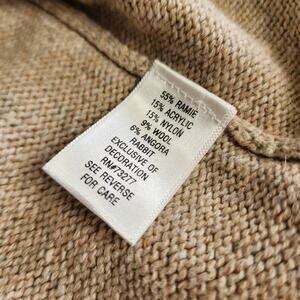 55% RAMIE
15% ACRYLIC
15% NYLON
9% WOOL
6% ANGORA
RABBIT
EXCLUSIVE OF
DECORATION
RN#73277
SEE REVERSE
FOR CARE